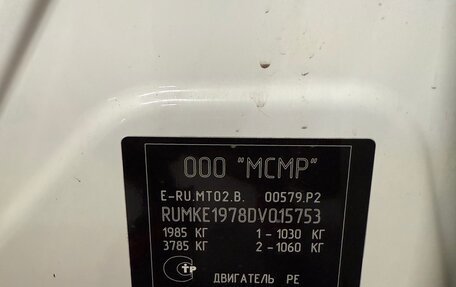 ООО "МСМР"
E-RU.MT02.B. 00579.P2
RUMKE1978DV015753
1985 КГ 1 - 1030 КГ
3785 КГ 2 - 1060 КГ
ТР ДВИГАТЕЛЬ PE